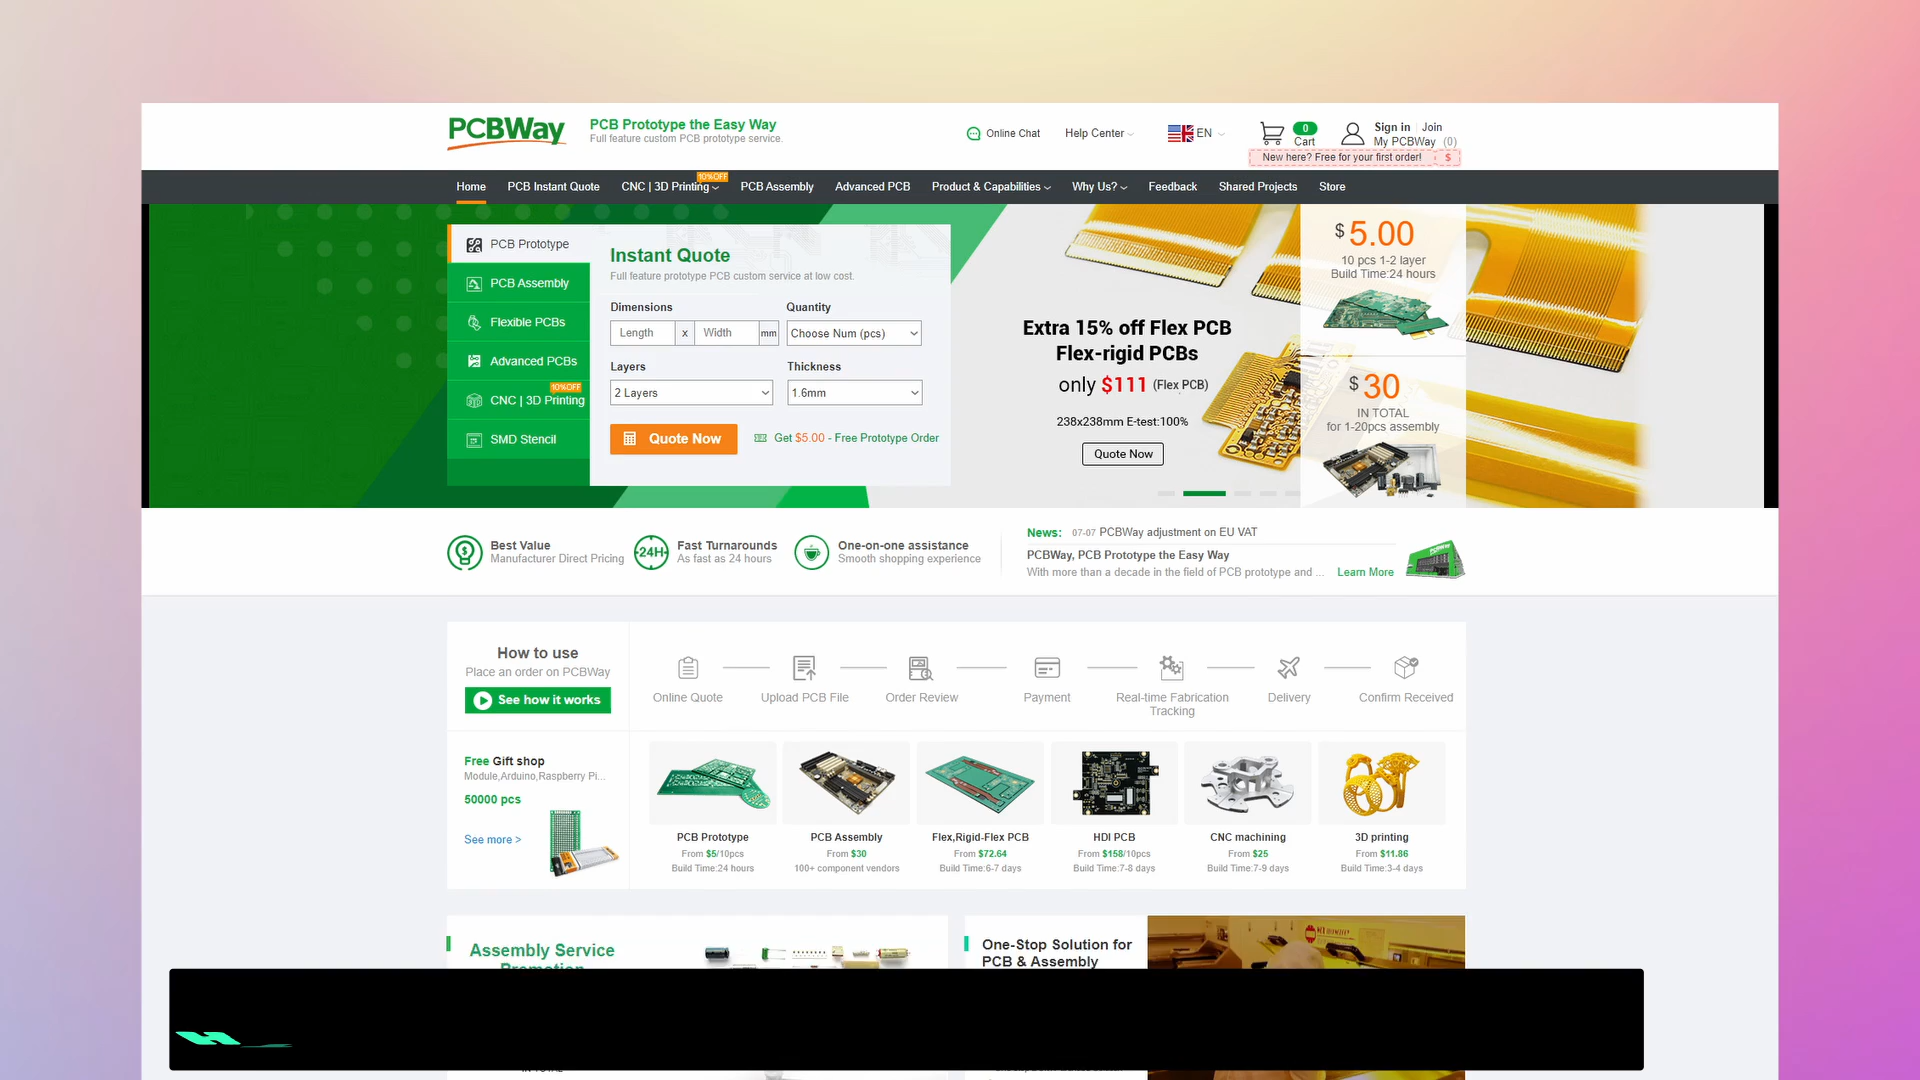 PCBWay
PCB Prototype the Easy Way
Full feature custom PCB prototype service.
Online Chat
Help Center
EN
0
Cart
Sign in
Join
My PCBWay (0)
New here? Free for your first order! $
Home
PCB Instant Quote
CNC | 3D Printing
10%OFF
PCB Assembly
Advanced PCB
Product & Capabilities
Why Us?
Feedback
Shared Projects
Store
PCB Prototype
PCB Assembly
Flexible PCBs
Advanced PCBs
10%OFF
CNC | 3D Printing
SMD Stencil
Instant Quote
Full feature prototype PCB custom service at low cost.
Dimensions
Quantity
Length x Width mm
Choose Num (pcs)
Layers
Thickness
2 Layers
1.6mm
Quote Now
Get $5.00 - Free Prototype Order
Extra 15% off Flex PCB
Flex-rigid PCBs
only $111 (Flex PCB)
238x238mm E-test:100%
Quote Now
$5.00
10 pcs 1-2 layer
Build Time:24 hours
$30
IN TOTAL
for 1-20pcs assembly
Best Value
Manufacturer Direct Pricing
24H
Fast Turnarounds
As fast as 24 hours
One-on-one assistance
Smooth shopping experience
News: 07-07 PCBWay adjustment on EU VAT
PCBWay, PCB Prototype the Easy Way
With more than a decade in the field of PCB prototype and ... Learn More
How to use
Place an order on PCBWay
See how it works
Online Quote
Upload PCB File
Order Review
Payment
Real-time Fabrication
Tracking
Delivery
Confirm Received
Free Gift shop
Module,Arduino,Raspberry Pi...
50000 pcs
See more >
PCB Prototype
From $5/10pcs
Build Time:24 hours
PCB Assembly
From $30
100+ component vendors
Flex,Rigid-Flex PCB
From $72.64
Build Time:6-7 days
HDI PCB
From $158/10pcs
Build Time:7-8 days
CNC machining
From $25
Build Time:7-9 days
3D printing
From $11.86
Build Time:3-4 days
Assembly Service
Promotion
One-Stop Solution for
PCB & Assembly